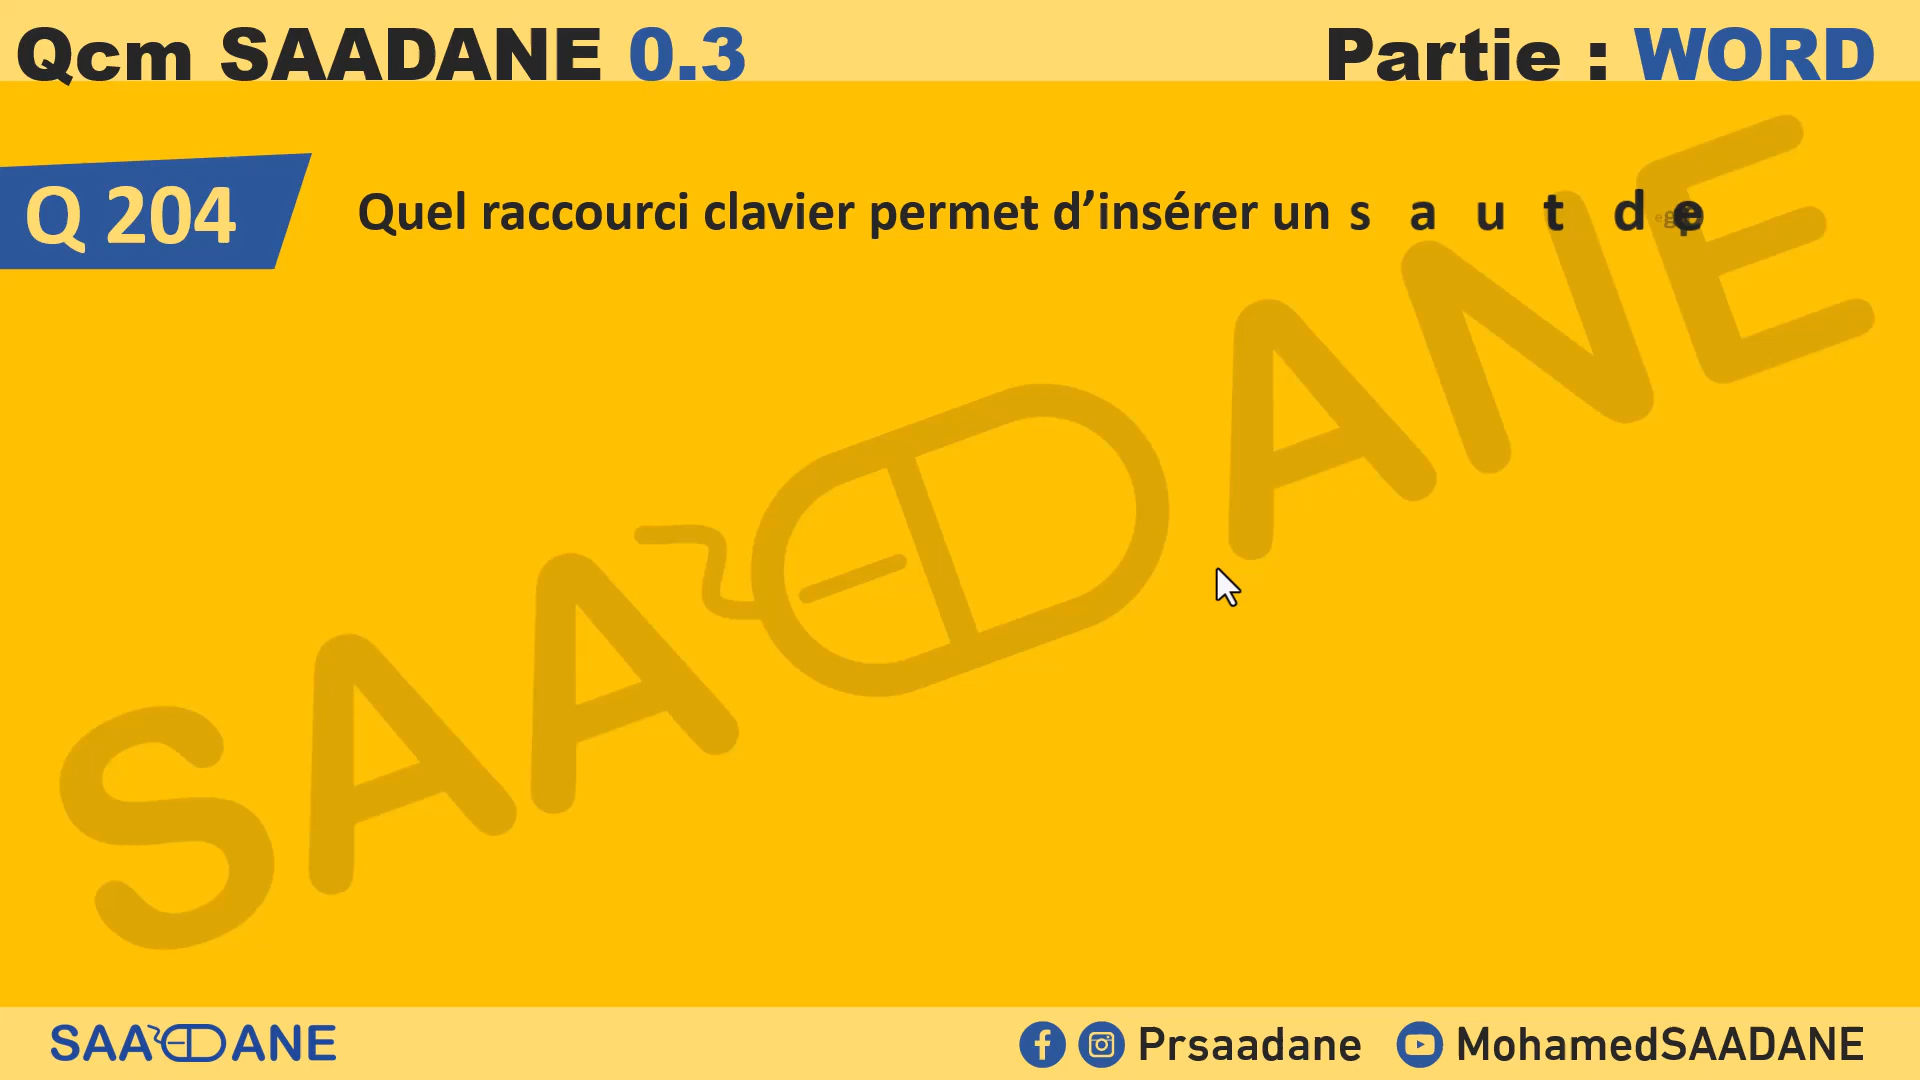 Qcm SAADANE 0.3
Partie : WORD
Q 204
Quel raccourci clavier permet d’insérer un s a u t d e
SAADANE
SAADANE
Prsaadane
MohamedSAADANE